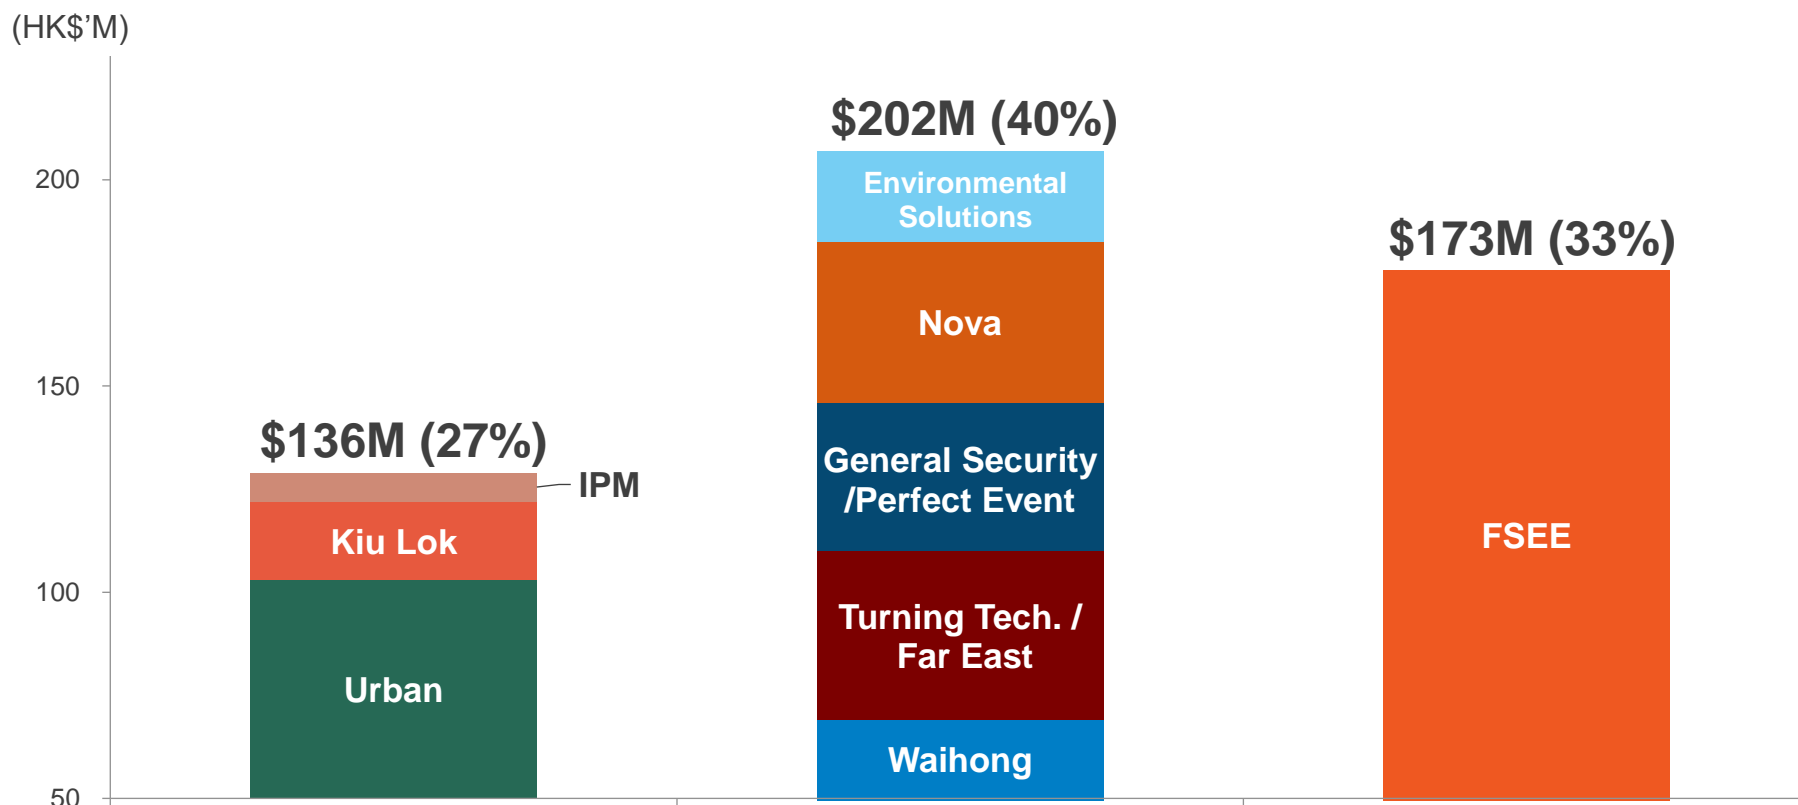 (HK$’M)
$202M (40%)
200
Environmental
Solutions
$173M (33%)
Nova
150
$136M (27%)
General Security
/Perfect Event
IPM
Kiu Lok
FSEE
100
Turning Tech. /
Far East
Urban
Waihong
50